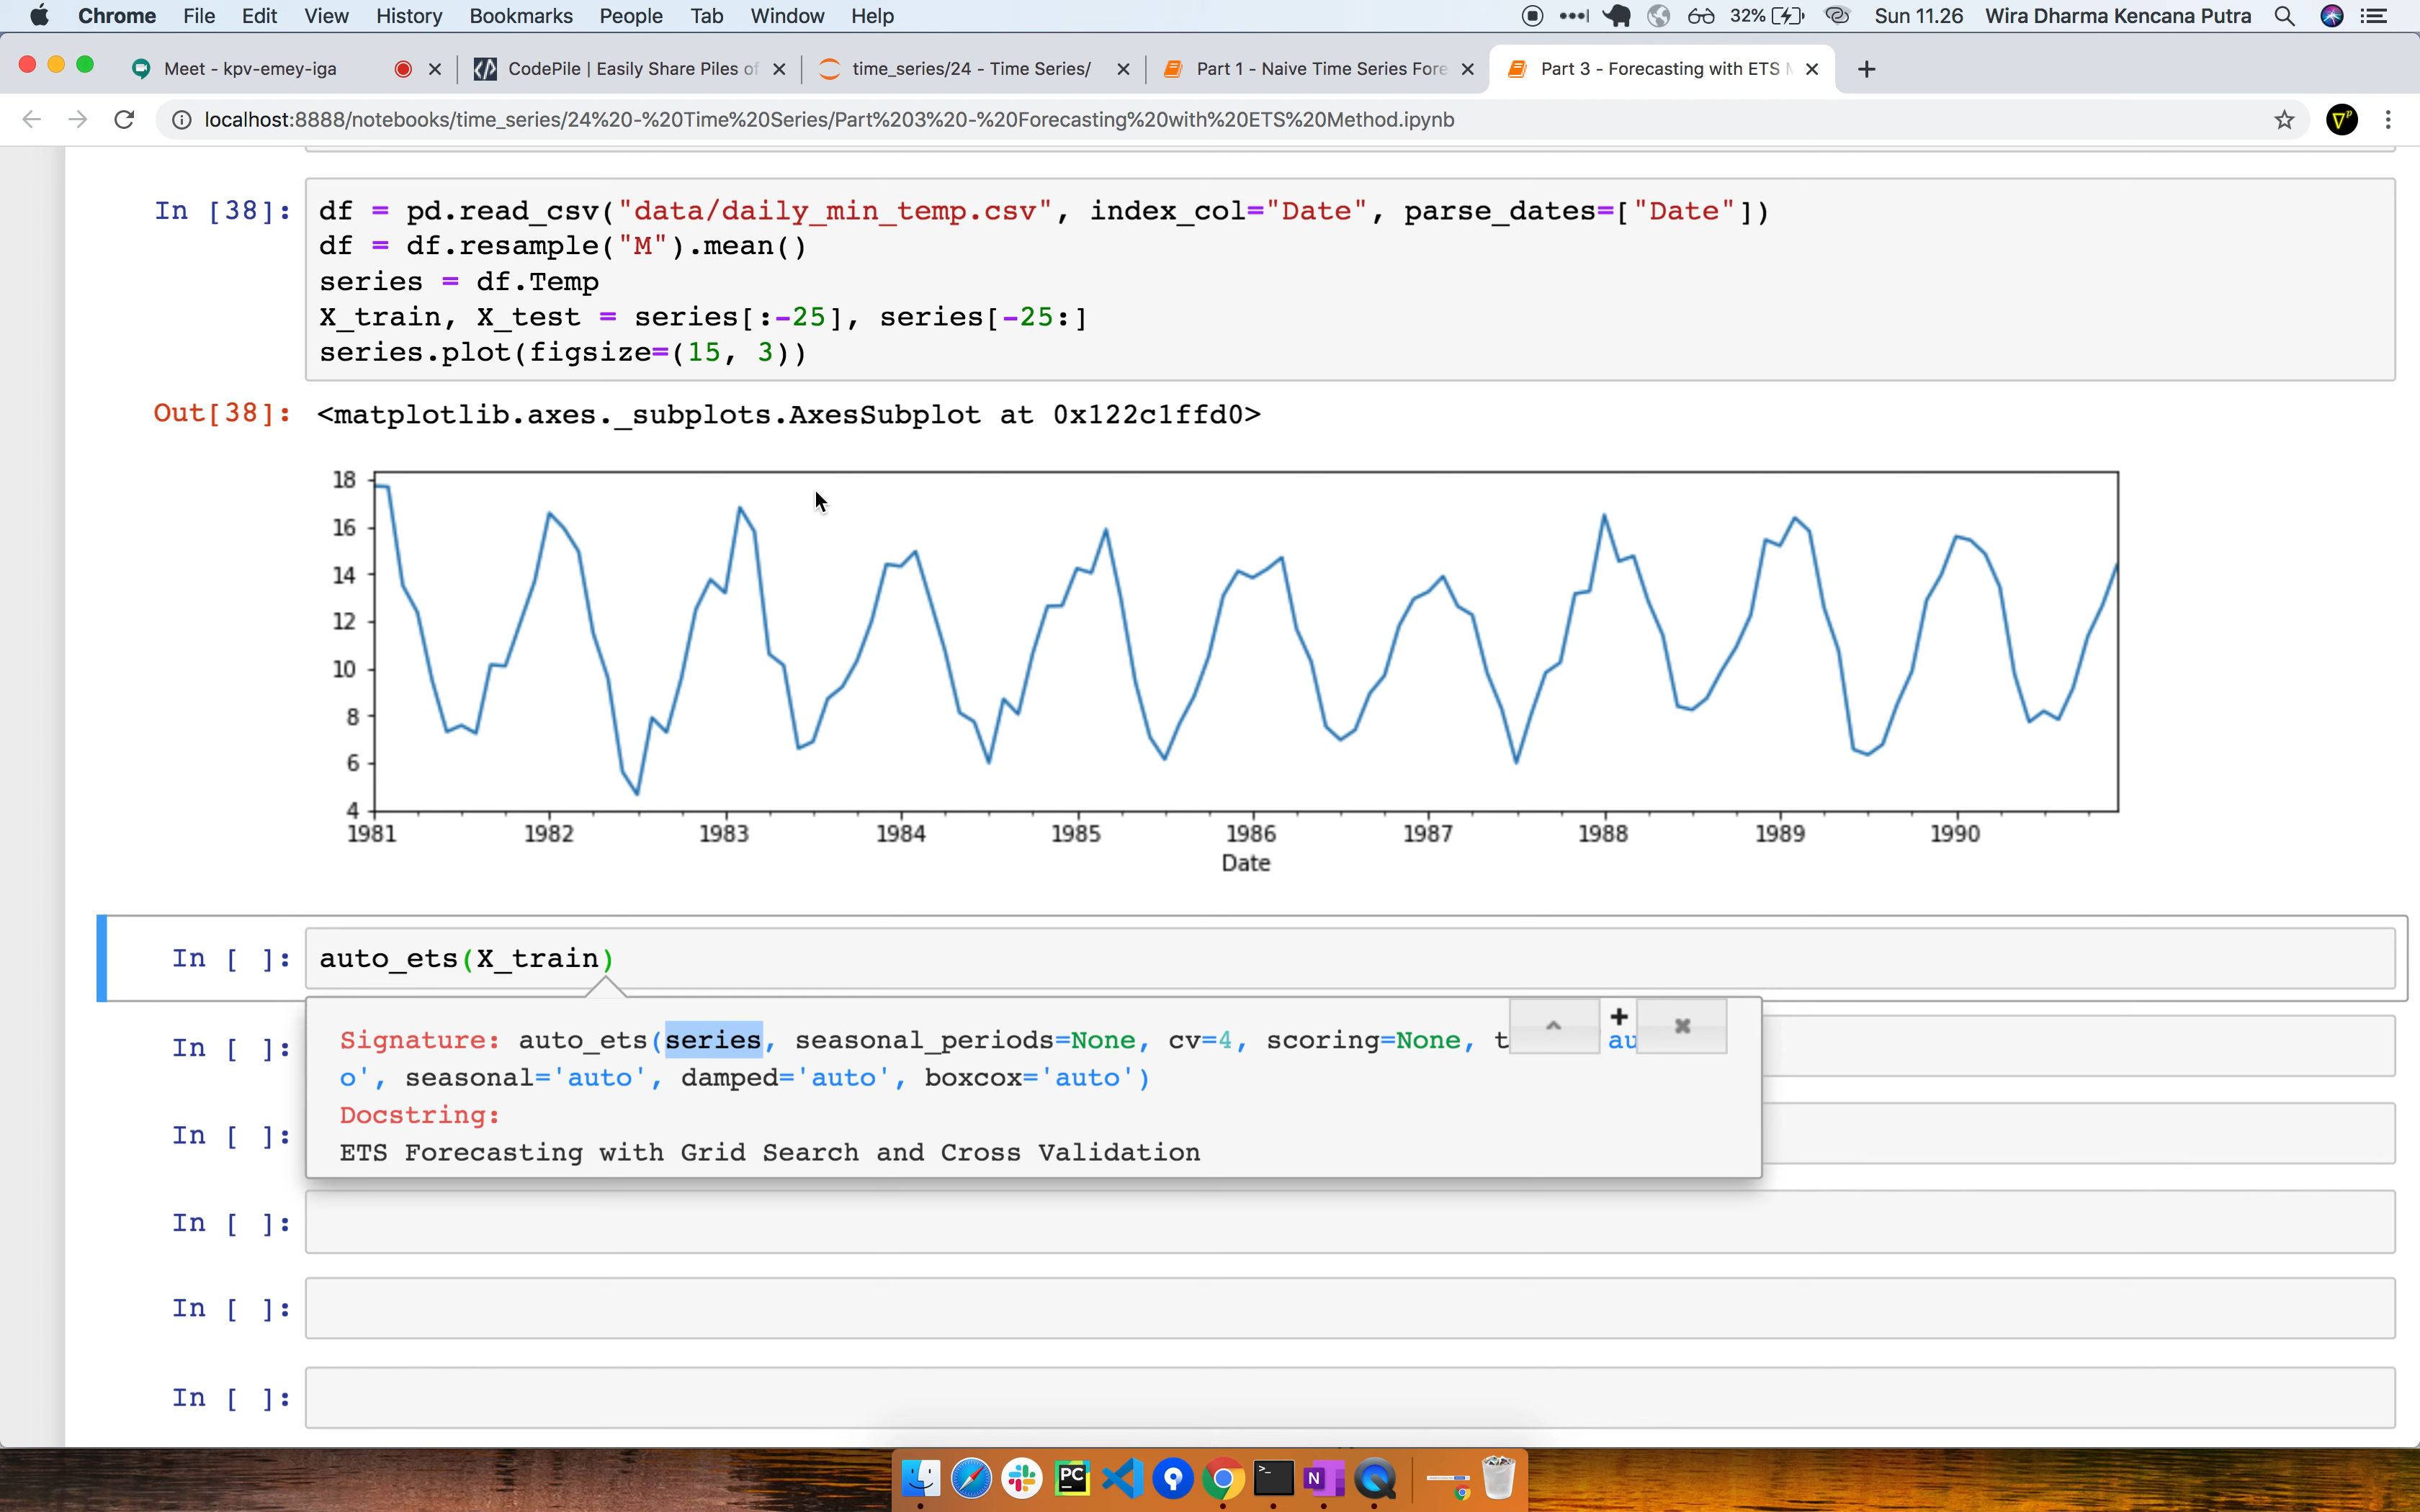 Chrome File Edit View History Bookmarks People Tab Window Help 32% Sun 11.26 Wira Dharma Kencana Putra
Meet - kpv-emey-iga CodePile | Easily Share Piles of time_series/24 - Time Series/ Part 1 - Naive Time Series Fore Part 3 - Forecasting with ETS
localhost:8888/notebooks/time_series/24%20-%20Time%20Series/Part%203%20-%20Forecasting%20with%20ETS%20Method.ipynb
In [38]: df = pd.read_csv("data/daily_min_temp.csv", index_col="Date", parse_dates=["Date"])
df = df.resample("M").mean()
series = df.Temp
X_train, X_test = series[:-25], series[-25:]
series.plot(figsize=(15, 3))
Out[38]: <matplotlib.axes._subplots.AxesSubplot at 0x122c1ffd0>
18
16
14
12
10
8
6
4
1981 1982 1983 1984 1985 1986 1987 1988 1989 1990
Date
In [ ]: auto_ets(X_train)
Signature: auto_ets(series, seasonal_periods=None, cv=4, scoring=None, t au
o', seasonal='auto', damped='auto', boxcox='auto')
Docstring:
ETS Forecasting with Grid Search and Cross Validation
In [ ]:
In [ ]:
In [ ]:
In [ ]:
In [ ]:
PC
N